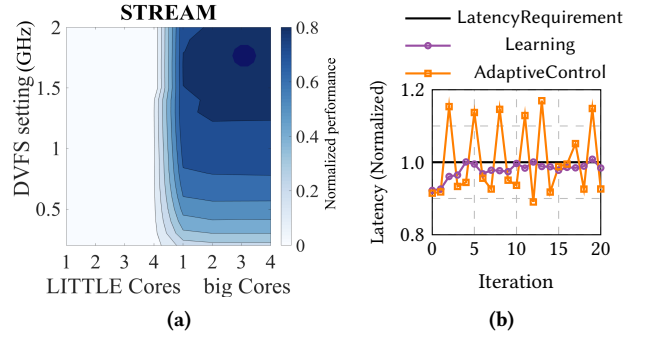 STREAM
DVFS setting (GHz)
2
1.5
1
0.5
1 2 3 4 1 2 3 4
LITTLE Cores big Cores
0.8
0.6
0.4
0.2
0
Normalized performance
(a)
LatencyRequirement
Learning
AdaptiveControl
Latency (Normalized)
1.2
1.0
0.8
0 5 10 15 20
Iteration
(b)